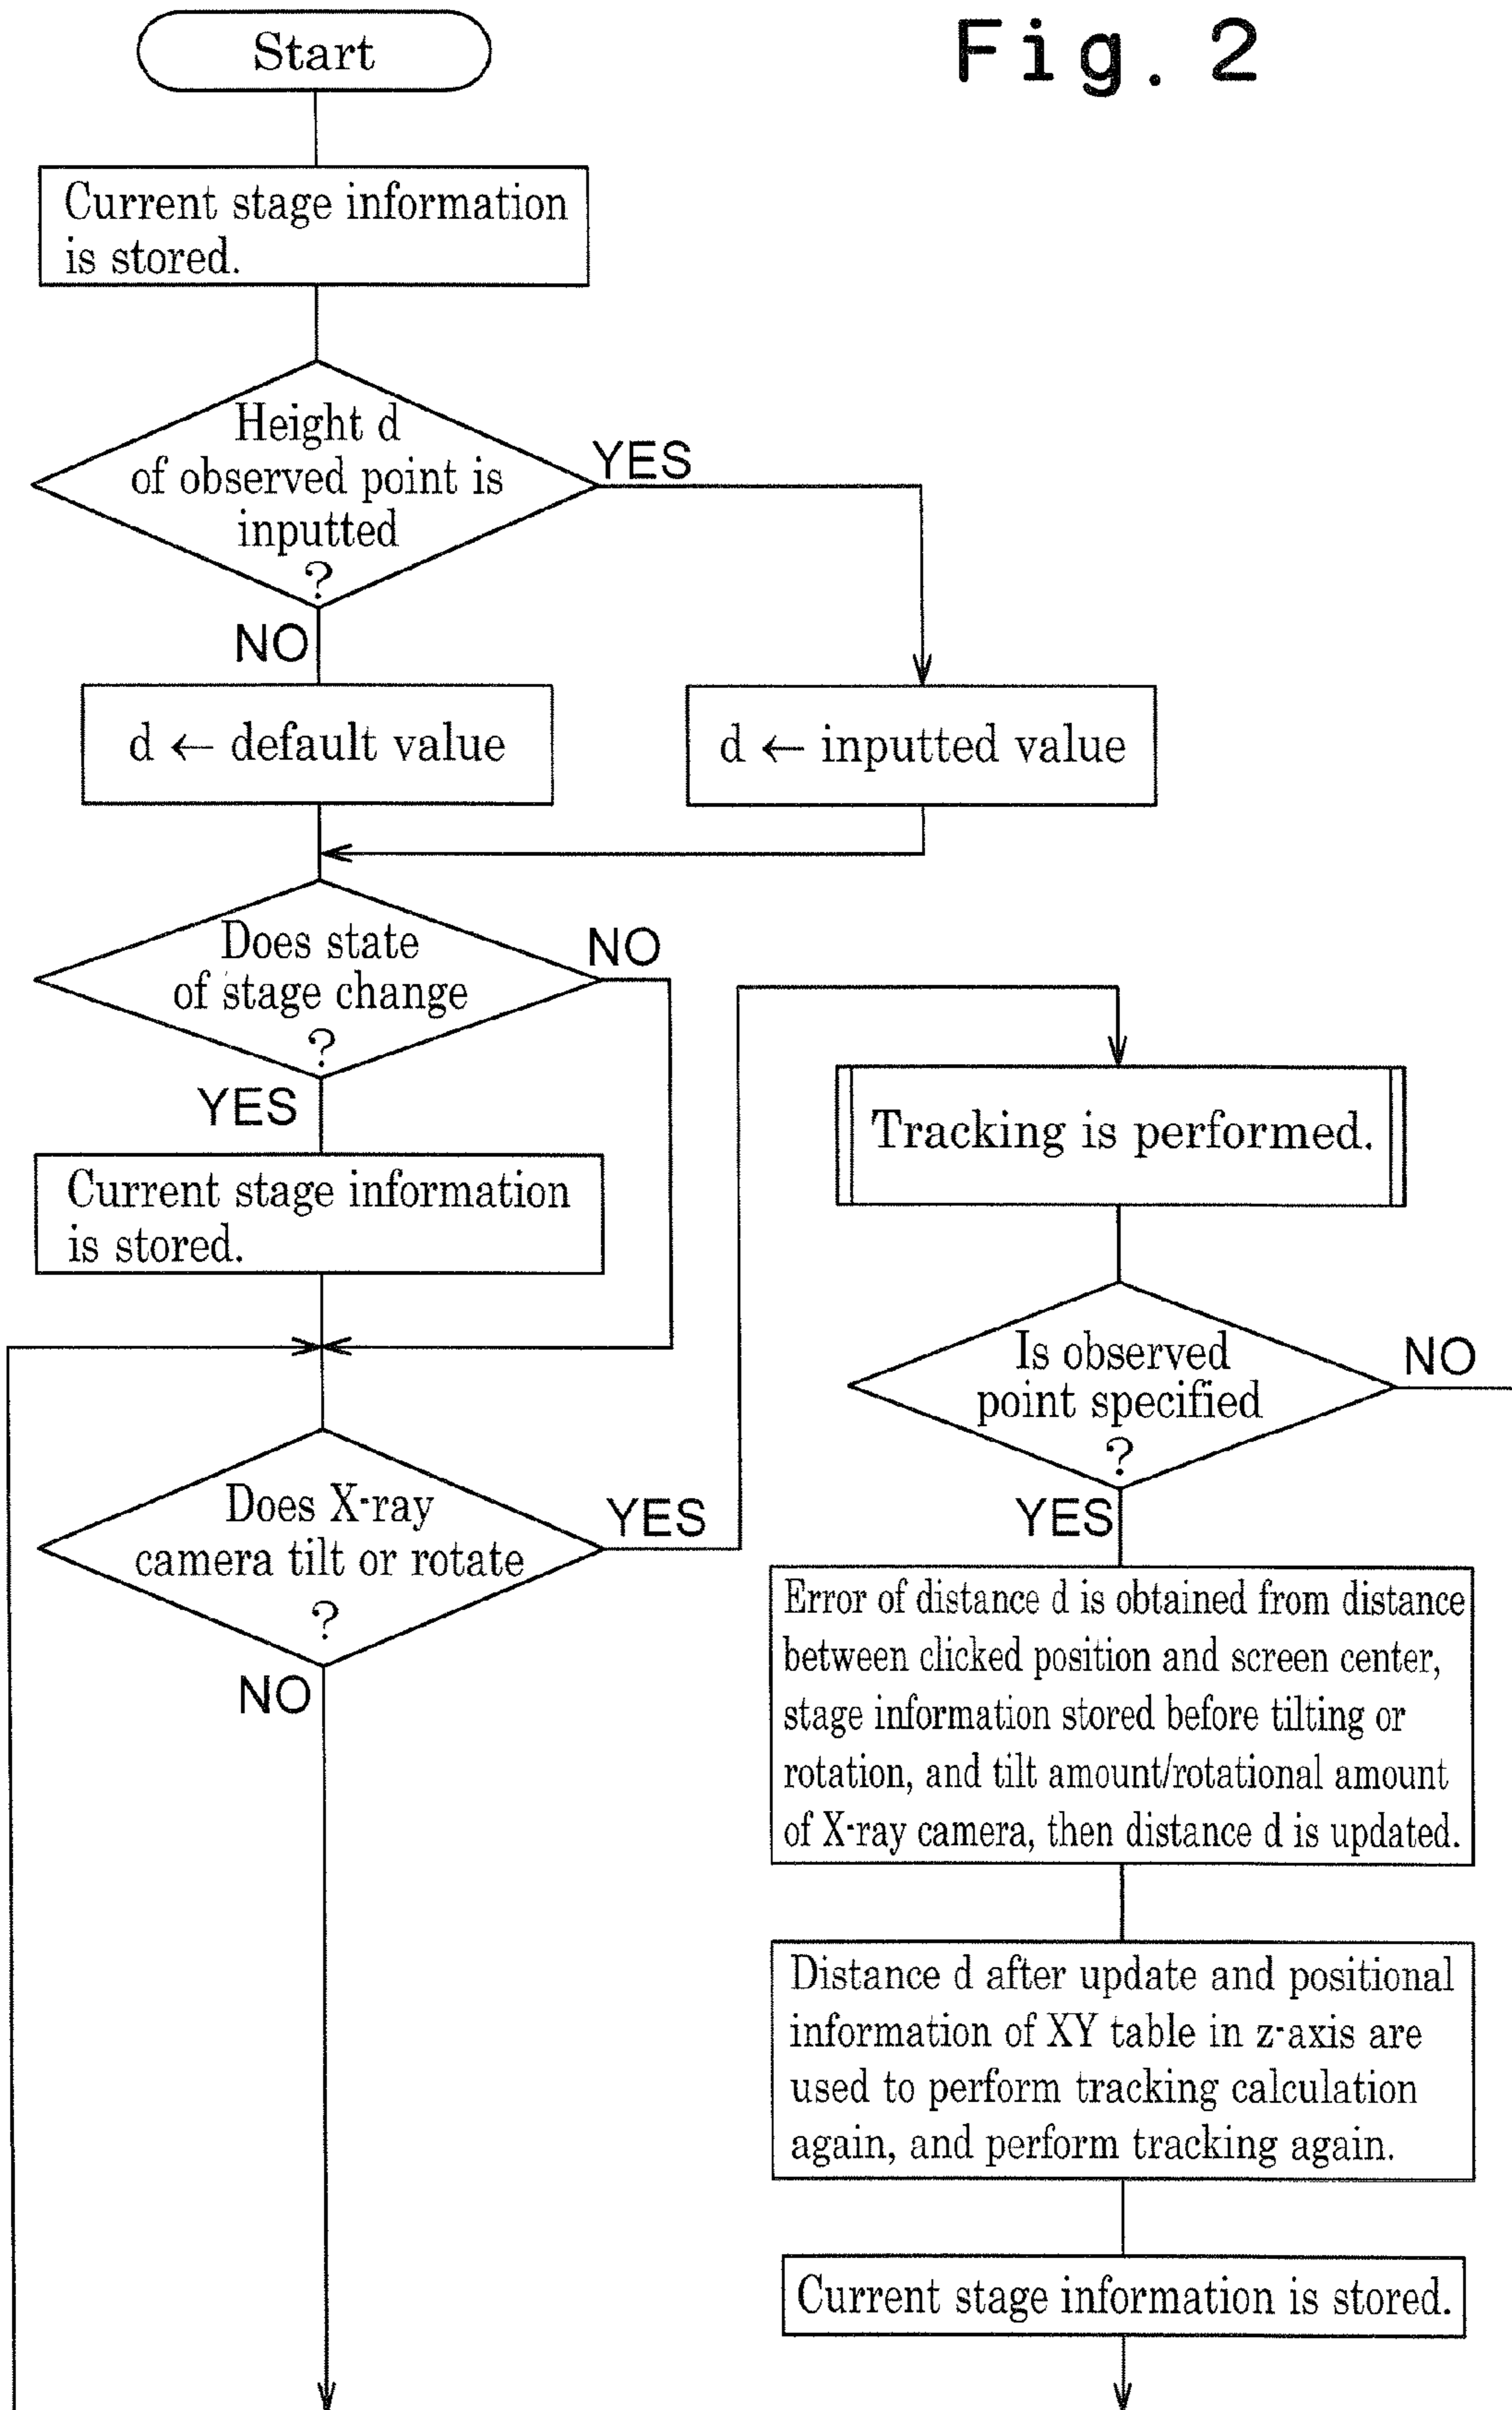 Fig. 2
Start
Current stage information
is stored.
Height d
of observed point is
inputted
?
YES
NO
d ← default value
d ← inputted value
Does state
of stage change
?
NO
YES
Current stage information
is stored.
Does X-ray
camera tilt or rotate
?
YES
NO
Tracking is performed.
Is observed
point specified
?
NO
YES
Error of distance d is obtained from distance
between clicked position and screen center,
stage information stored before tilting or
rotation, and tilt amount/rotational amount
of X-ray camera, then distance d is updated.
Distance d after update and positional
information of XY table in z-axis are
used to perform tracking calculation
again, and perform tracking again.
Current stage information is stored.